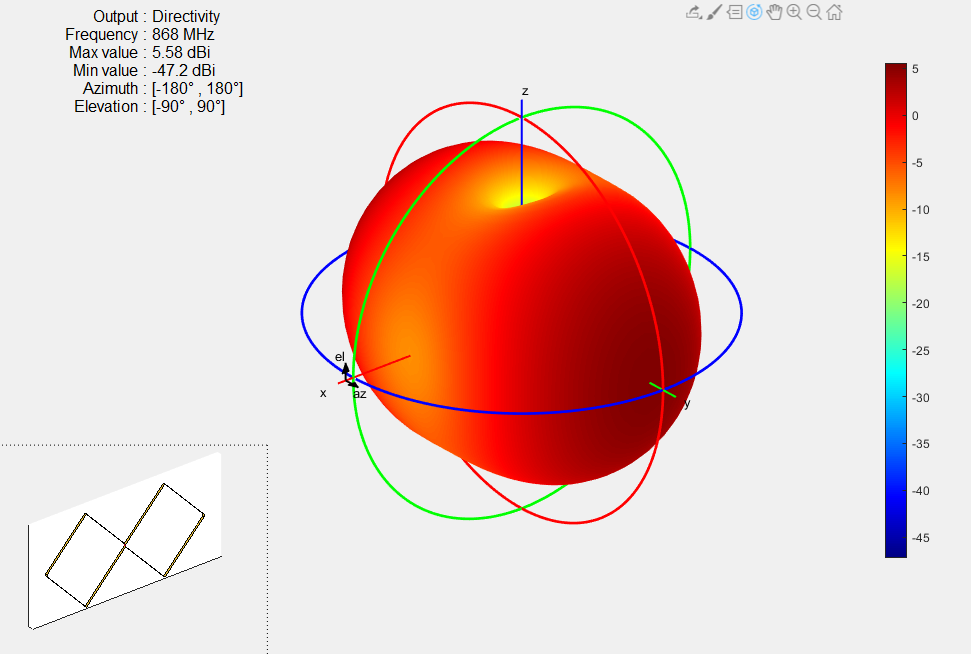 Output : Directivity
Frequency : 868 MHz
Max value : 5.58 dBi
Min value : -47.2 dBi
Azimuth : [-180° , 180°]
Elevation : [-90° , 90°]
z
el
x
az
y
5
0
-5
-10
-15
-20
-25
-30
-35
-40
-45